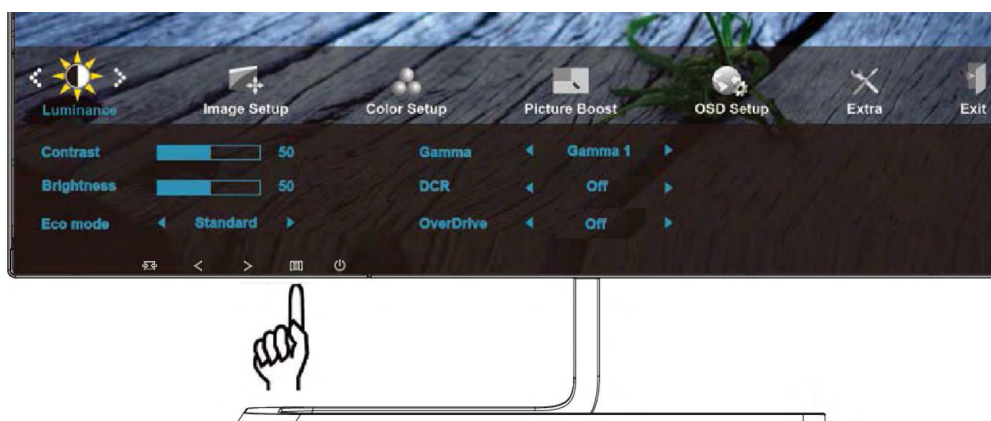 Luminance Image Setup Color Setup Picture Boost OSD Setup Extra Exit
Contrast 50 Gamma Gamma 1
Brightness 50 DCR Off
Eco mode Standard OverDrive Off